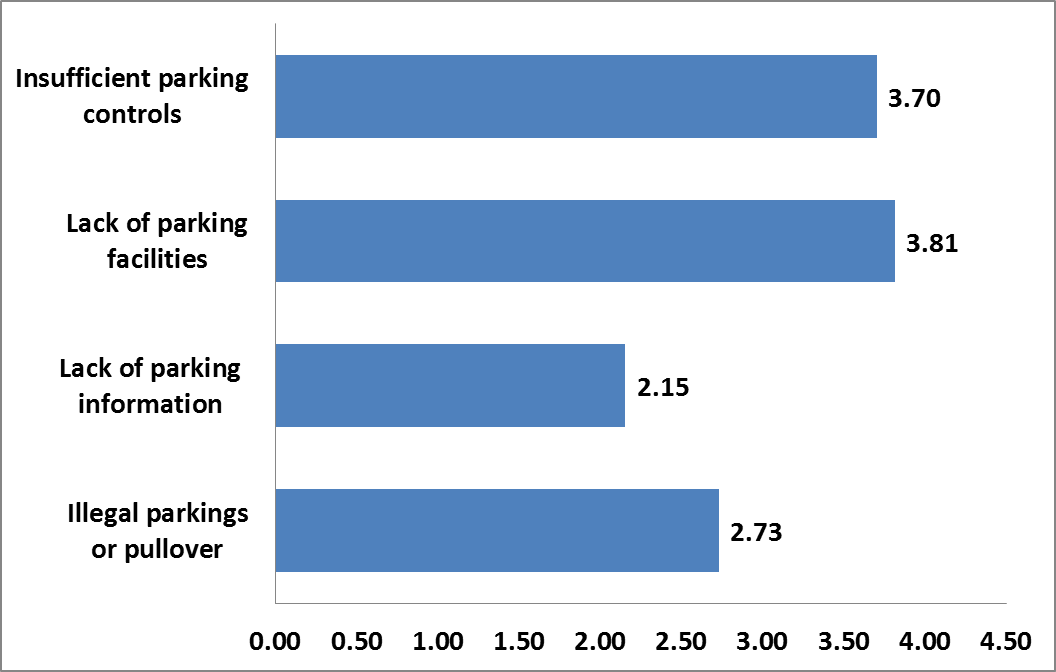 Insufficient parking
controls
3.70
Lack of parking
facilities
3.81
Lack of parking
information
2.15
Illegal parkings
or pullover
2.73
0.00 0.50 1.00 1.50 2.00 2.50 3.00 3.50 4.00 4.50